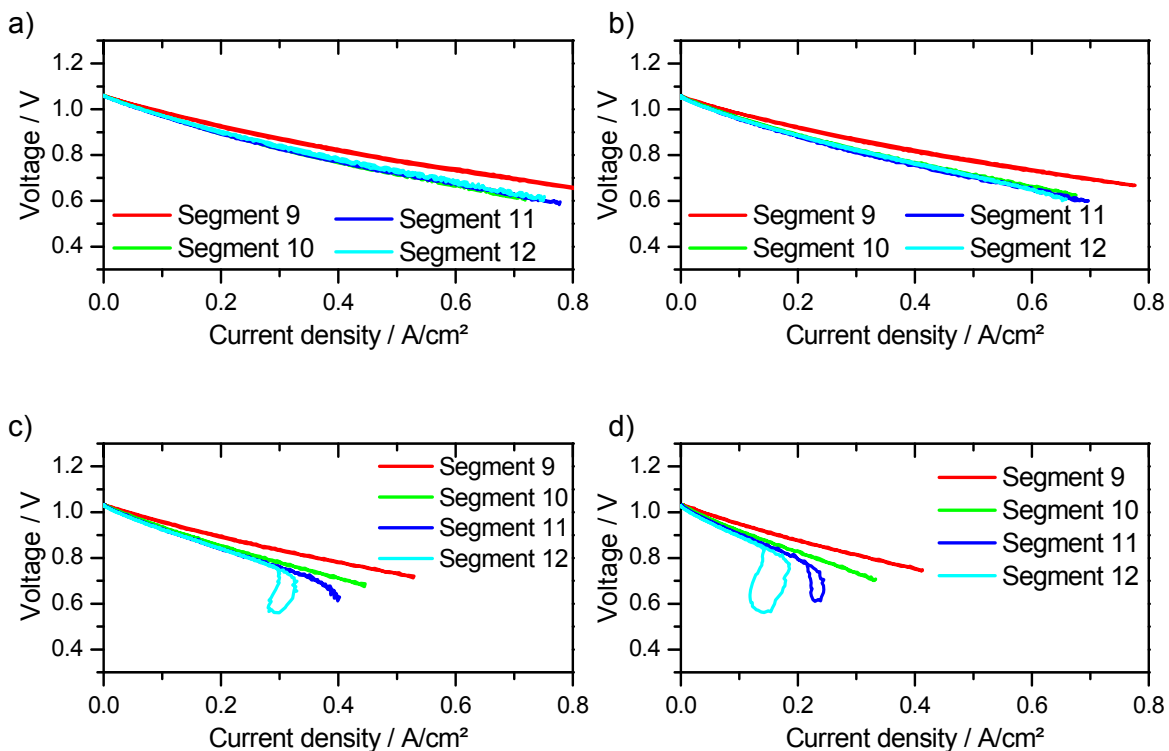 a)
1.2
1.0
0.8
0.6
0.4
Voltage / V
Segment 9
Segment 10
Segment 11
Segment 12
0.0 0.2 0.4 0.6 0.8
Current density / A/cm²
b)
1.2
1.0
0.8
0.6
0.4
Voltage / V
Segment 9
Segment 10
Segment 11
Segment 12
0.0 0.2 0.4 0.6 0.8
Current density / A/cm²
c)
1.2
1.0
0.8
0.6
0.4
Voltage / V
Segment 9
Segment 10
Segment 11
Segment 12
0.0 0.2 0.4 0.6 0.8
Current density / A/cm²
d)
1.2
1.0
0.8
0.6
0.4
Voltage / V
Segment 9
Segment 10
Segment 11
Segment 12
0.0 0.2 0.4 0.6 0.8
Current density / A/cm²